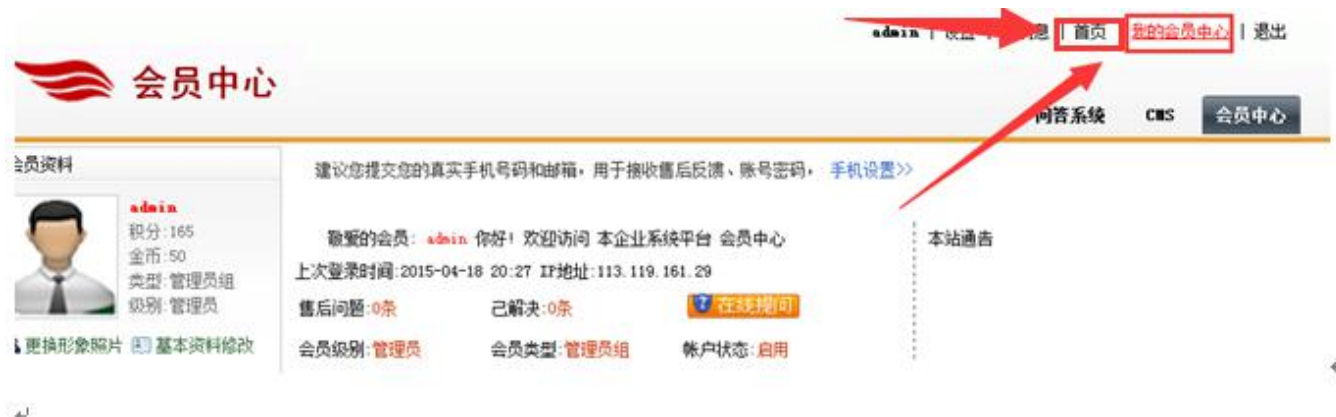 admin | 设置 | 息 | 首页 | 我的会员中心 | 退出
会员中心
问答系统 CMS 会员中心
会员资料
建议您提交您的真实手机号码和邮箱，用于接收售后反馈、账号密码， 手机设置>>
admin
积分:165
金币:50
类型:管理员组
级别:管理员
更换形象照片 基本资料修改
敬爱的会员: admin 你好! 欢迎访问 本企业系统平台 会员中心
上次登录时间:2015-04-18 20:27 IP地址:113.119.161.29
售后问题:0条 己解决:0条 在线提问
会员级别:管理员 会员类型:管理员组 帐户状态:启用
本站通告